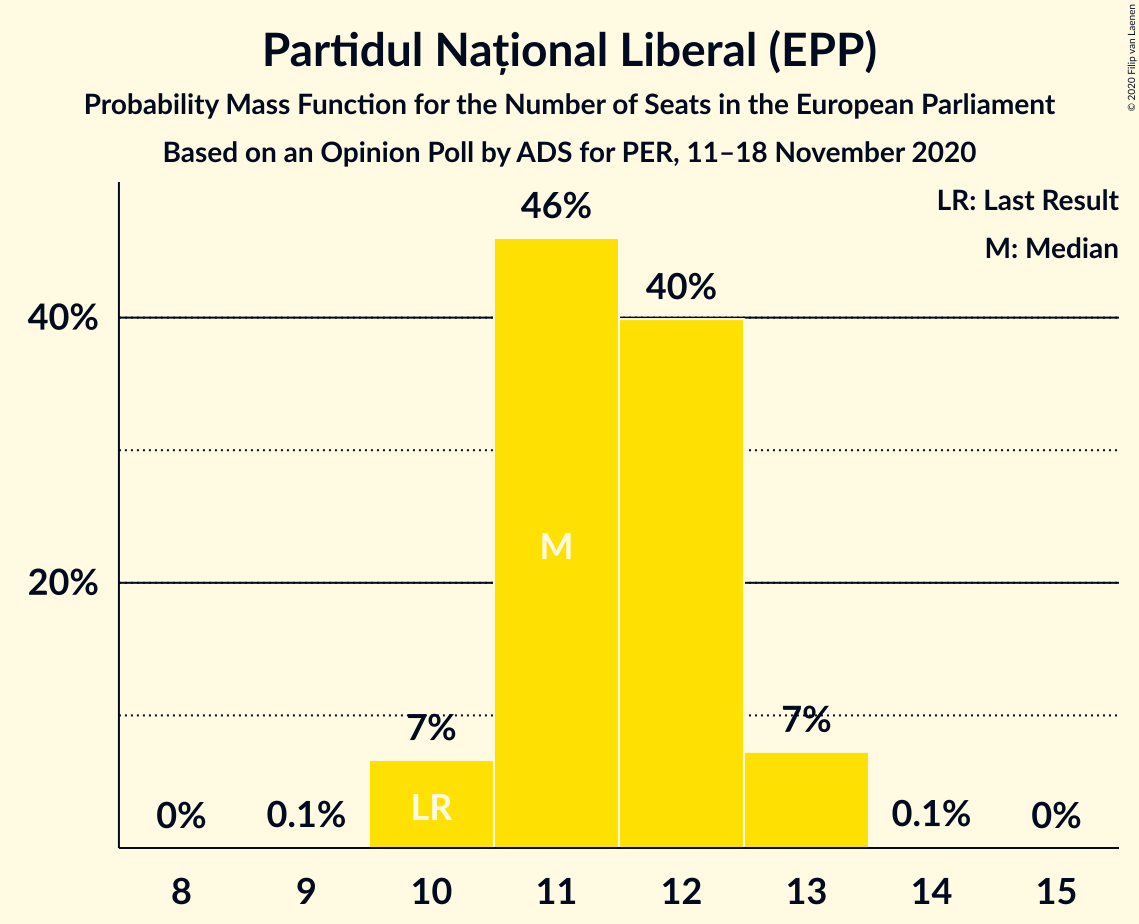 Partidul Național Liberal (EPP)
Probability Mass Function for the Number of Seats in the European Parliament
Based on an Opinion Poll by ADS for PER, 11–18 November 2020
© 2020 Filip van Laenen
LR: Last Result
M: Median
46%
40%
40%
M
20%
7%
7%
LR
0%
0.1%
0.1%
0%
8 9 10 11 12 13 14 15